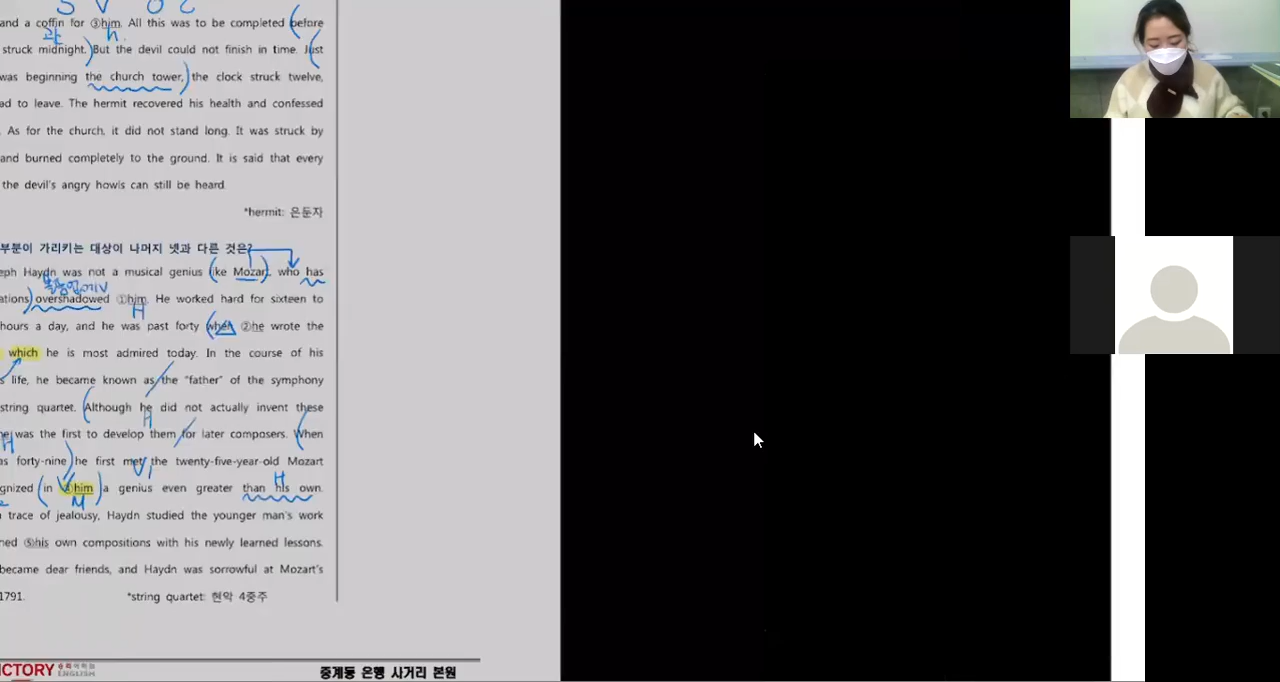 and a coffin for ③him. All this was to be completed before
struck midnight. But the devil could not finish in time. Just
was beginning the church tower, the clock struck twelve,
ad to leave. The hermit recovered his health and confessed
. As for the church, it did not stand long. It was struck by
and burned completely to the ground. It is said that every
the devil's angry howls can still be heard.
*hermit: 은둔자
부분이 가리키는 대상이 나머지 넷과 다른 것은?
eph Haydn was not a musical genius like Mozart, who has
ations) overshadowed ①him. He worked hard for sixteen to
hours a day, and he was past forty when ②he wrote the
which he is most admired today. In the course of his
s life, he became known as the "father" of the symphony
string quartet. Although he did not actually invent these
he was the first to develop them for later composers. When
as forty-nine he first met the twenty-five-year-old Mozart
gnized in ④him a genius even greater than his own.
trace of jealousy, Haydn studied the younger man's work
ned ⑤his own compositions with his newly learned lessons.
became dear friends, and Haydn was sorrowful at Mozart's
1791.
*string quartet: 현악 4중주
ICTORY ENGLISH
중계동 은행 사거리 본원